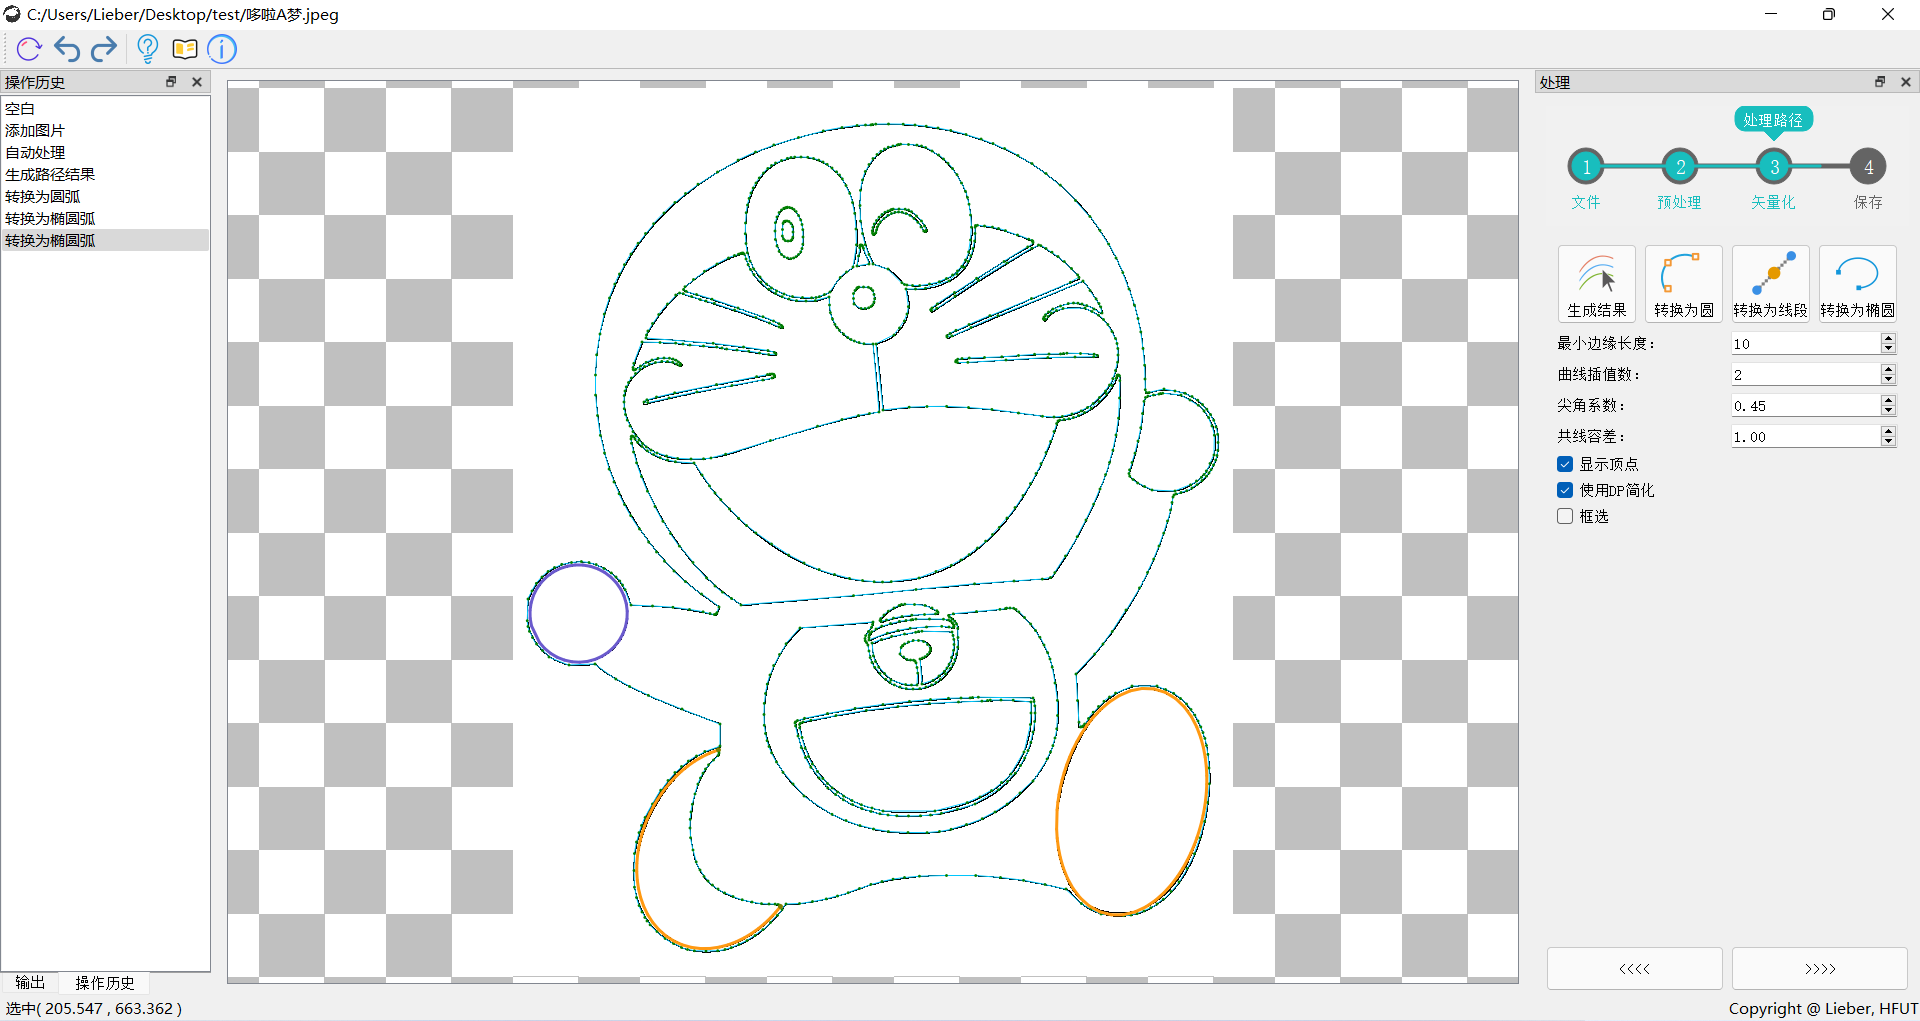 C:/Users/Lieber/Desktop/test/哆啦A梦.jpeg
操作历史
空白
添加图片
自动处理
生成路径结果
转换为圆弧
转换为椭圆弧
转换为椭圆弧
输出 操作历史
选中( 205.547 , 663.362 )
处理
处理路径
1 2 3 4
文件 预处理 矢量化 保存
生成结果 转换为圆 转换为线段 转换为椭圆
最小边缘长度: 10
曲线插值数: 2
尖角系数: 0.45
共线容差: 1.00
显示顶点
使用DP简化
框选
<<<< >>>>
Copyright @ Lieber, HFUT